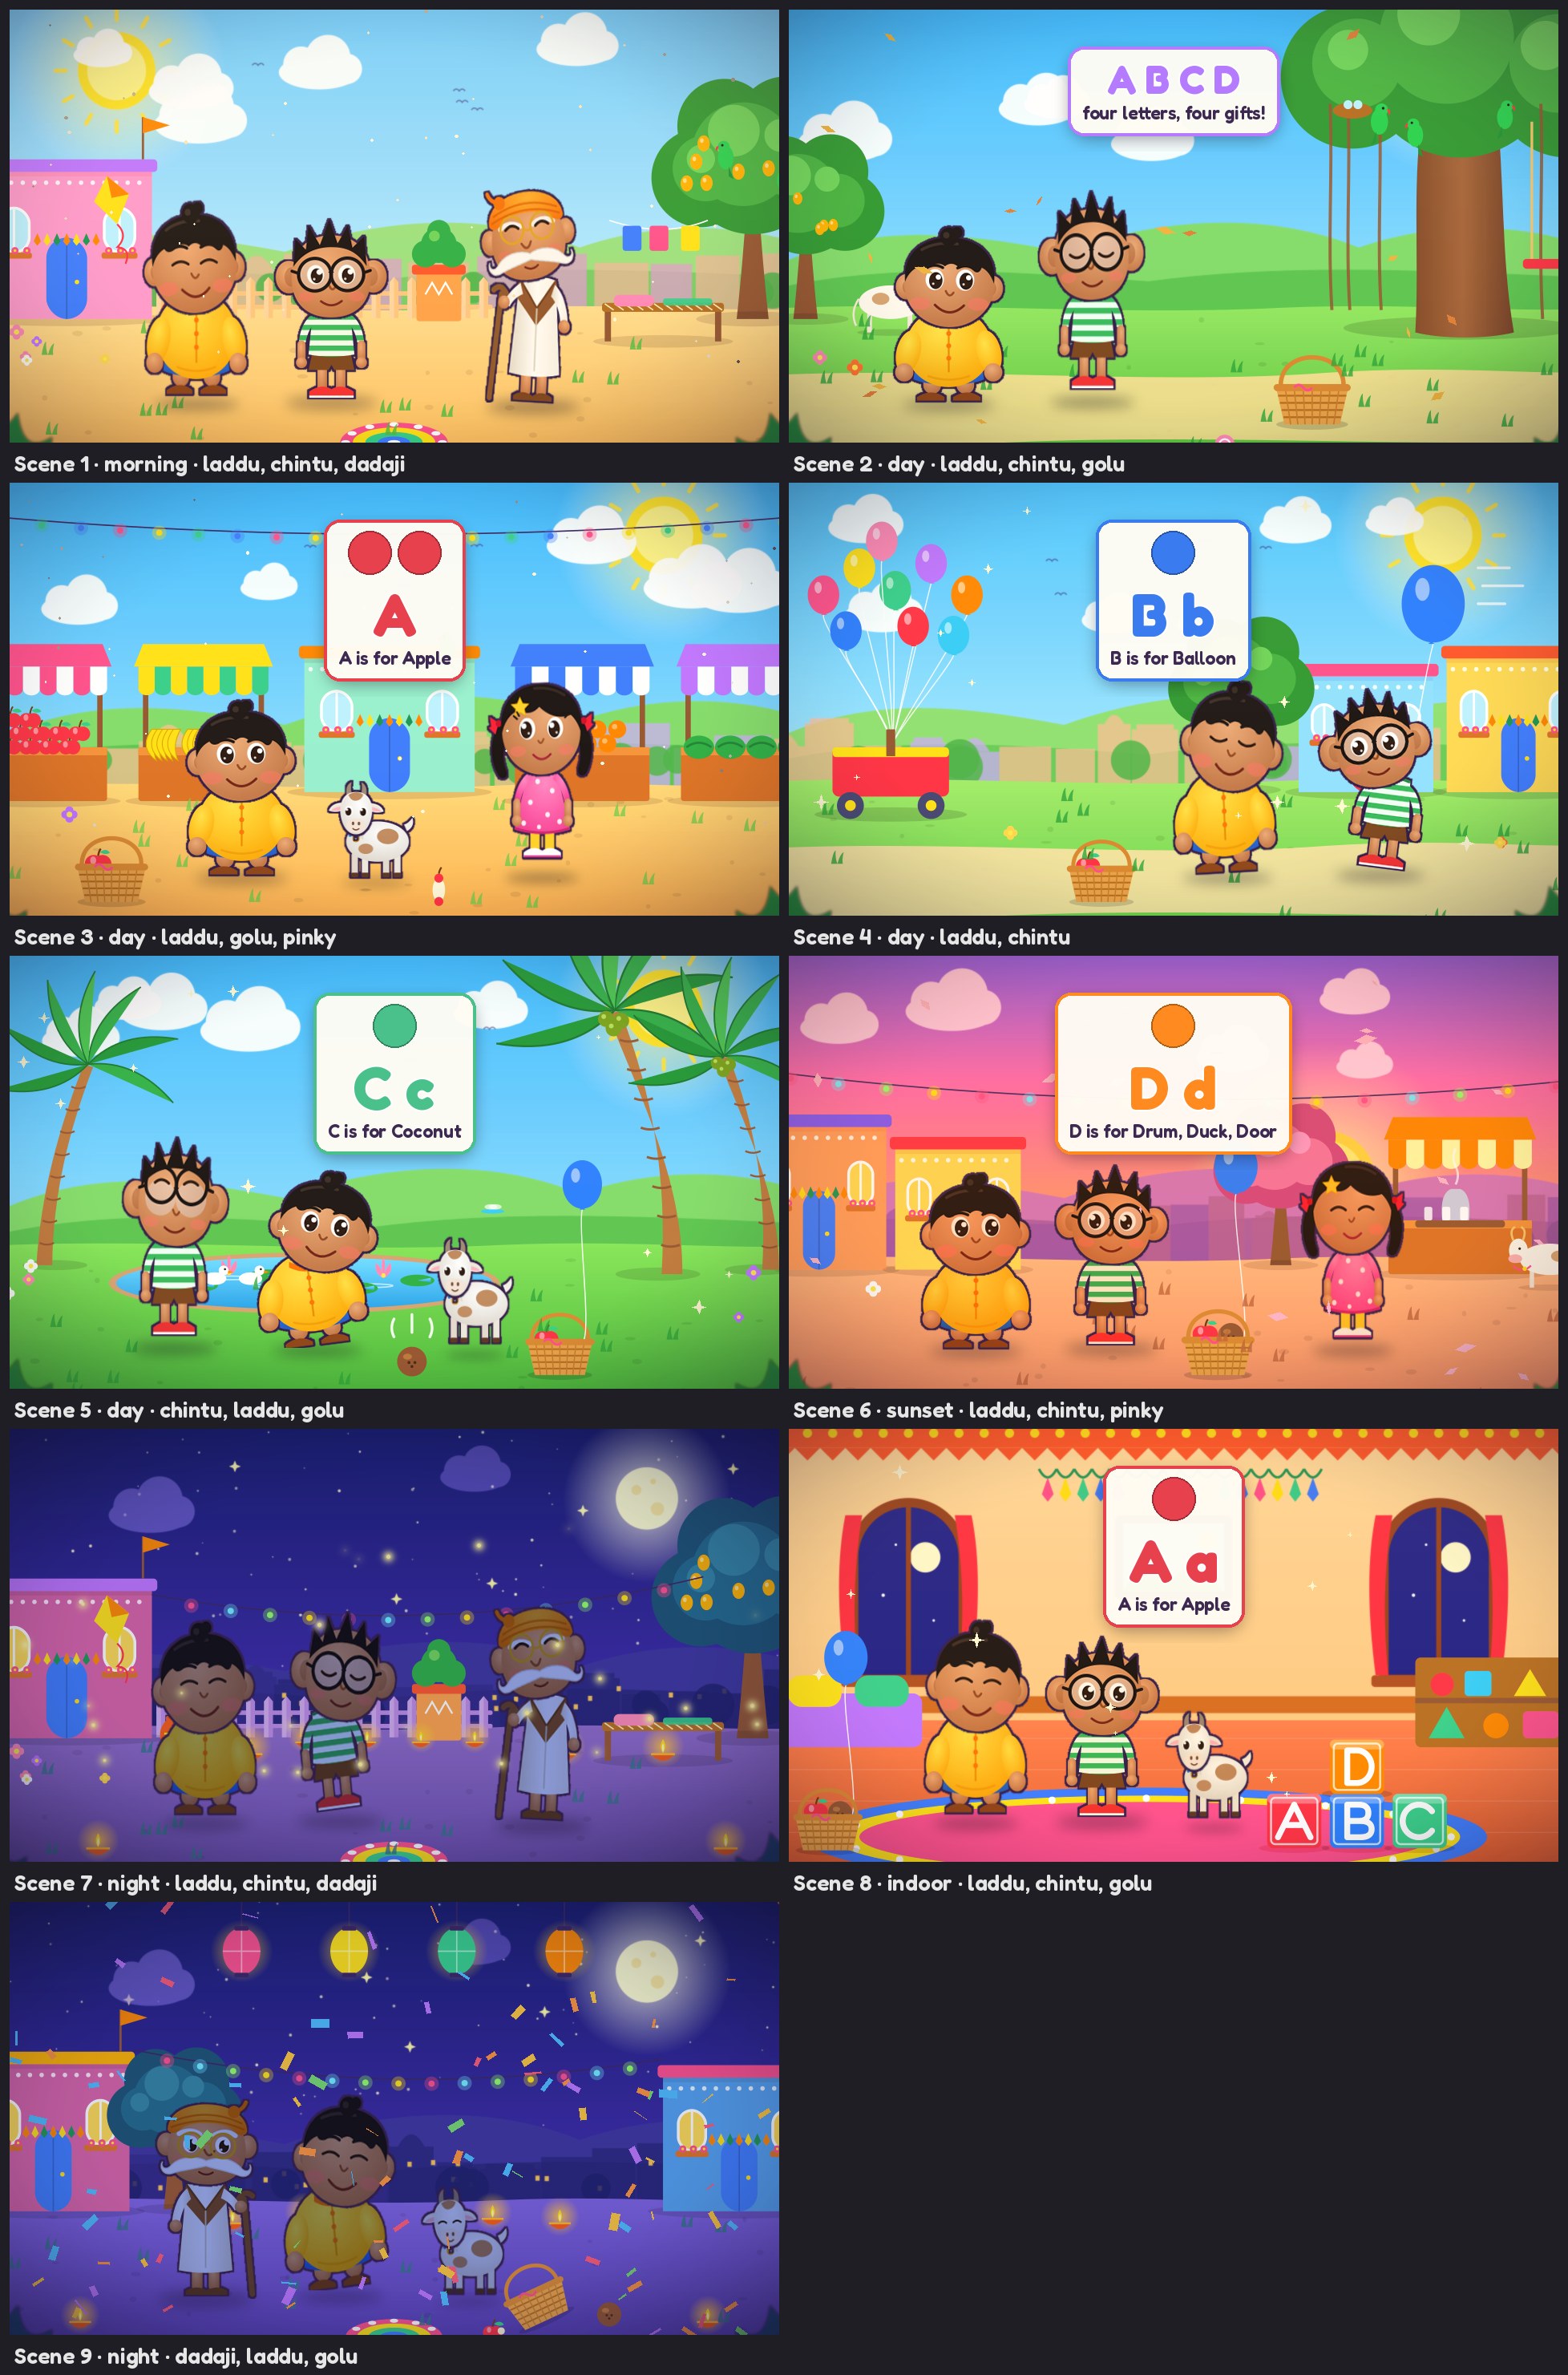 Scene 1 · morning · laddu, chintu, dadaji
A B C D
four letters, four gifts!
Scene 2 · day · laddu, chintu, golu
A
A is for Apple
Scene 3 · day · laddu, golu, pinky
B b
B is for Balloon
Scene 4 · day · laddu, chintu
C c
C is for Coconut
Scene 5 · day · chintu, laddu, golu
D d
D is for Drum, Duck, Door
Scene 6 · sunset · laddu, chintu, pinky
Scene 7 · night · laddu, chintu, dadaji
A a
A is for Apple
D
A B C
Scene 8 · indoor · laddu, chintu, golu
Scene 9 · night · dadaji, laddu, golu